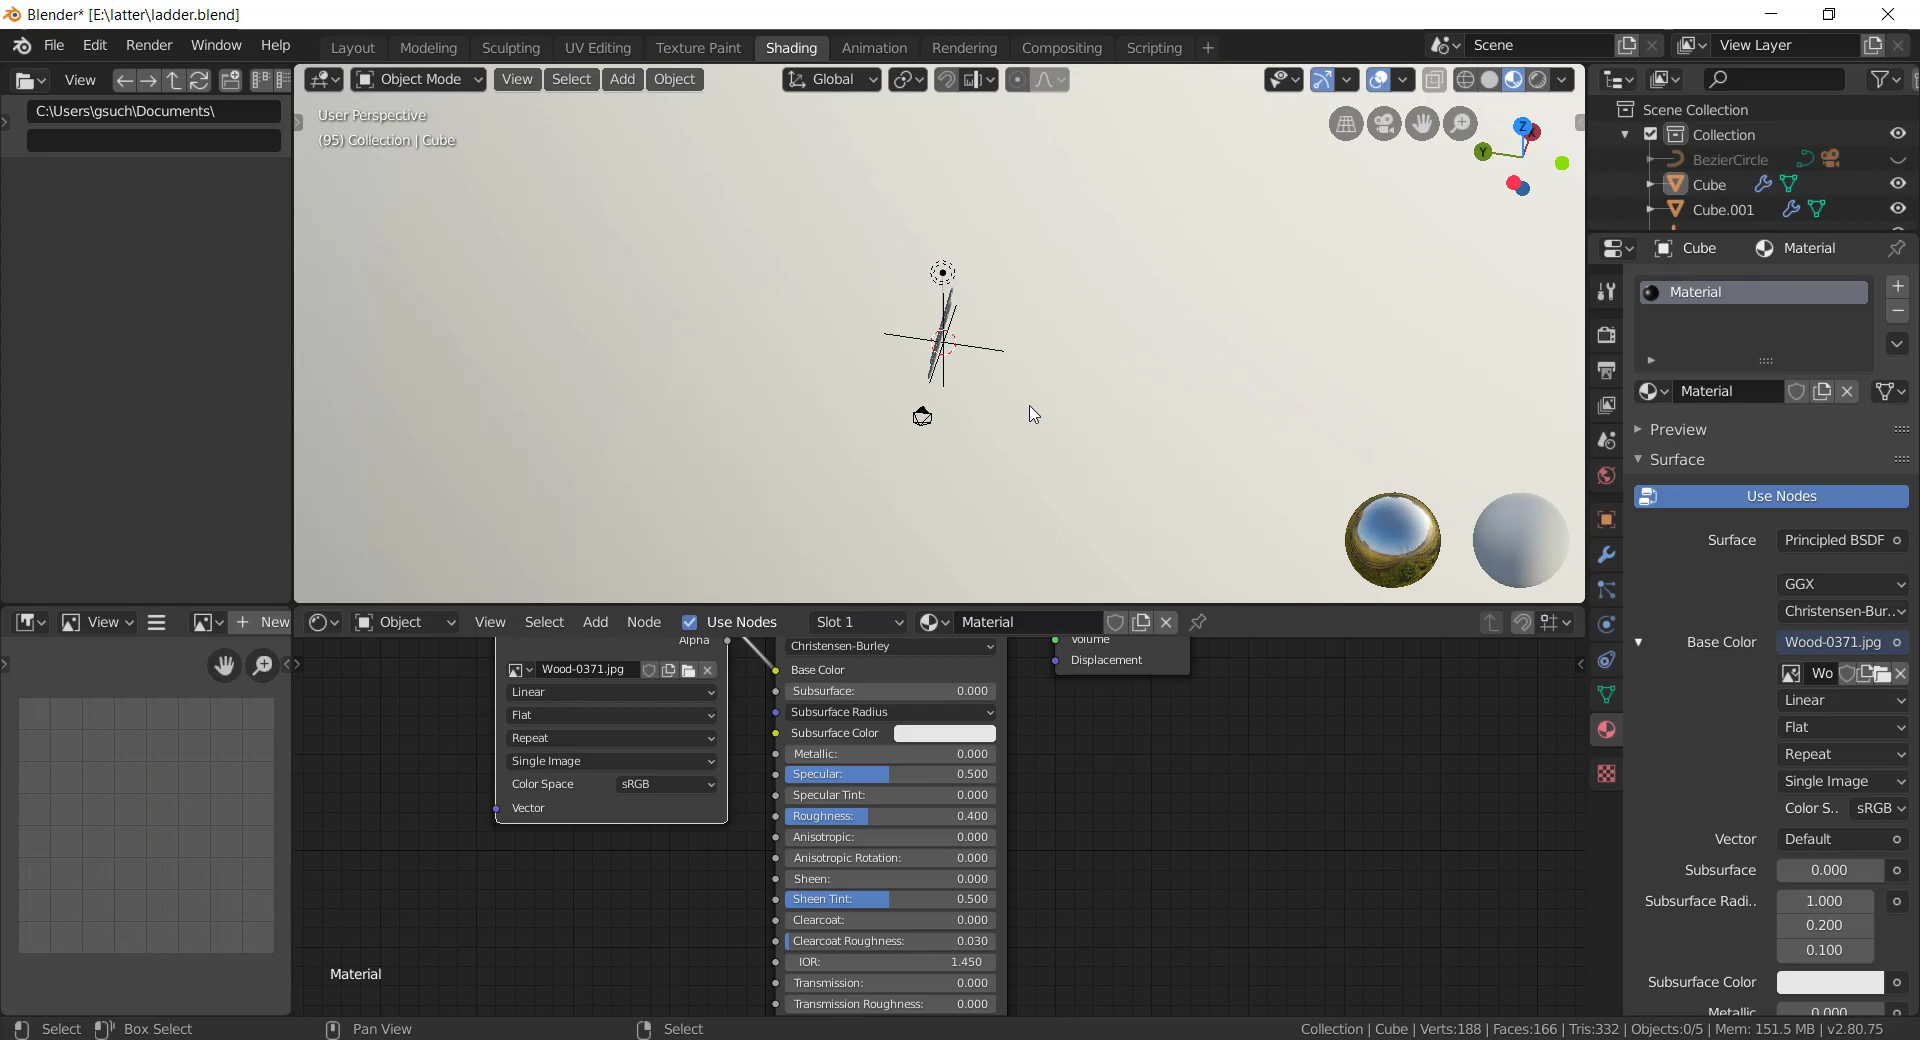 Blender* [E:\latter\ladder.blend]
File Edit Render Window Help
Layout Modeling Sculpting UV Editing Texture Paint Shading Animation Rendering Compositing Scripting +
Scene
View Layer
View
Object Mode View Select Add Object
Global
C:\Users\gsuch\Documents\
User Perspective
(95) Collection | Cube
Z
X
Y
Scene Collection
Collection
BezierCircle
Cube
Cube.001
Cube Material
Material
Material
Preview
Surface
Use Nodes
Surface Principled BSDF
GGX
Christensen-Bur..
Base Color Wood-0371.jpg
Wo
Linear
Flat
Repeat
Single Image
Color S.. sRGB
Vector Default
Subsurface 0.000
Subsurface Radi.. 1.000
0.200
0.100
Subsurface Color
Metallic 0.000
View + New
Object View Select Add Node Use Nodes Slot 1 Material
Alpha
Wood-0371.jpg
Linear
Flat
Repeat
Single Image
Color Space sRGB
Vector
Christensen-Burley
Base Color
Subsurface: 0.000
Subsurface Radius
Subsurface Color
Metallic: 0.000
Specular: 0.500
Specular Tint: 0.000
Roughness: 0.400
Anisotropic: 0.000
Anisotropic Rotation: 0.000
Sheen: 0.000
Sheen Tint: 0.500
Clearcoat: 0.000
Clearcoat Roughness: 0.030
IOR: 1.450
Transmission: 0.000
Transmission Roughness: 0.000
Volume
Displacement
Material
Select Box Select Pan View Select
Collection | Cube | Verts:188 | Faces:166 | Tris:332 | Objects:0/5 | Mem: 151.5 MB | v2.80.75